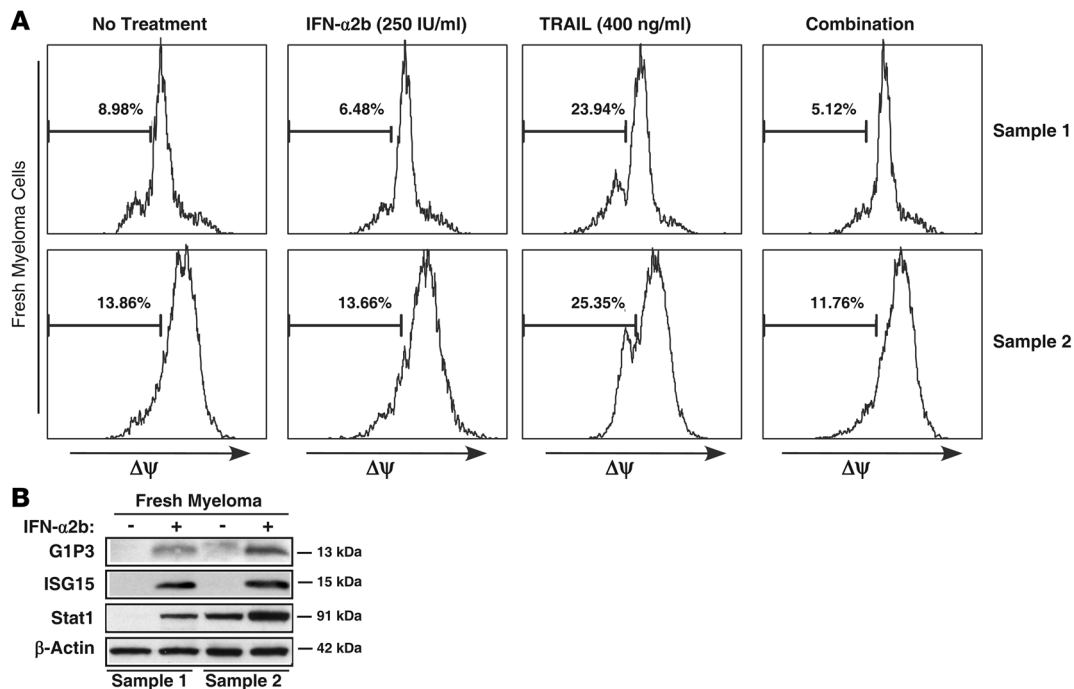 A
No Treatment
IFN-α2b (250 IU/ml)
TRAIL (400 ng/ml)
Combination
Fresh Myeloma Cells
8.98%
6.48%
23.94%
5.12%
Sample 1
13.86%
13.66%
25.35%
11.76%
Sample 2
Δψ
Δψ
Δψ
Δψ
B
Fresh Myeloma
IFN-α2b: - + - +
G1P3 13 kDa
ISG15 15 kDa
Stat1 91 kDa
β-Actin 42 kDa
Sample 1 Sample 2